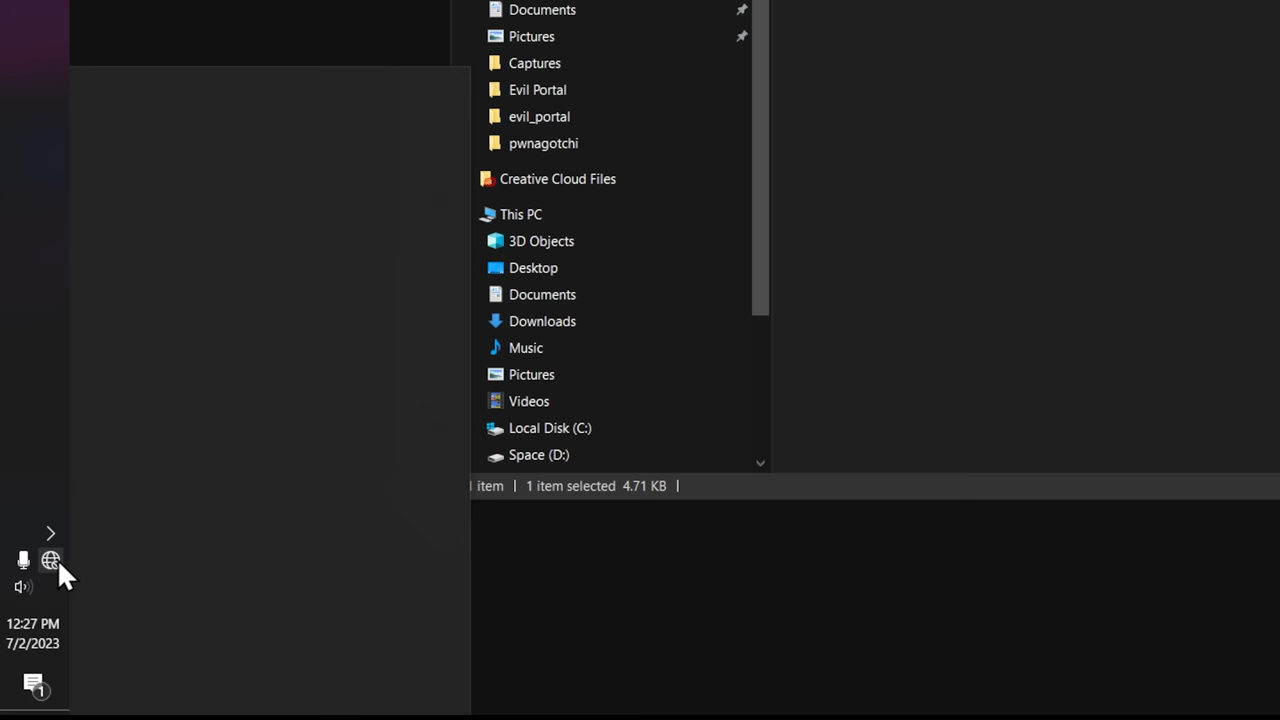 Documents
Pictures
Captures
Evil Portal
evil_portal
pwnagotchi
Creative Cloud Files
This PC
3D Objects
Desktop
Documents
Downloads
Music
Pictures
Videos
Local Disk (C:)
Space (D:)
item | 1 item selected 4.71 KB |
12:27 PM
7/2/2023
1